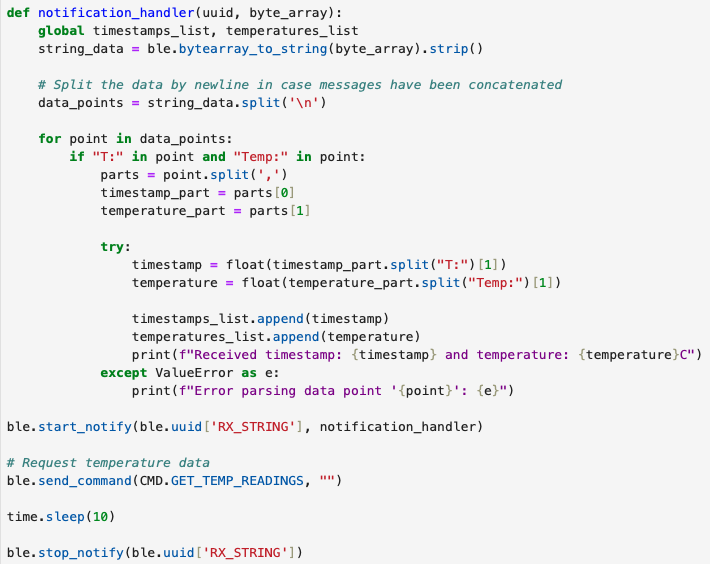 def notification_handler(uuid, byte_array):
    global timestamps_list, temperatures_list
    string_data = ble.bytearray_to_string(byte_array).strip()

    # Split the data by newline in case messages have been concatenated
    data_points = string_data.split('\n')

    for point in data_points:
        if "T:" in point and "Temp:" in point:
            parts = point.split(',')
            timestamp_part = parts[0]
            temperature_part = parts[1]

            try:
                timestamp = float(timestamp_part.split("T:")[1])
                temperature = float(temperature_part.split("Temp:")[1])

                timestamps_list.append(timestamp)
                temperatures_list.append(temperature)
                print(f"Received timestamp: {timestamp} and temperature: {temperature}C")
            except ValueError as e:
                print(f"Error parsing data point '{point}': {e}")

ble.start_notify(ble.uuid['RX_STRING'], notification_handler)

# Request temperature data
ble.send_command(CMD.GET_TEMP_READINGS, "")

time.sleep(10)

ble.stop_notify(ble.uuid['RX_STRING'])